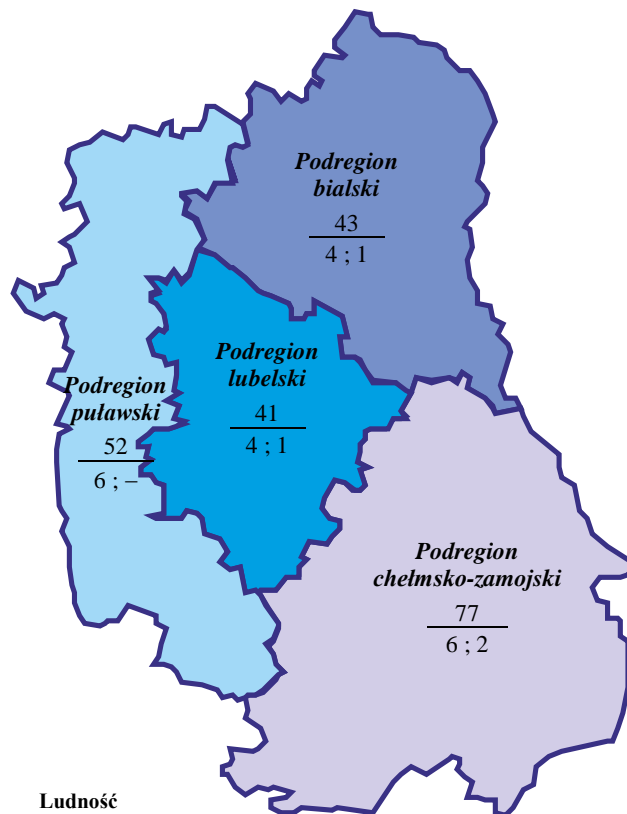 Podregion
bialski
43
4 ; 1
Podregion
lubelski
41
4 ; 1
Podregion
puławski
52
6 ; –
Podregion
chełmsko-zamojski
77
6 ; 2
Ludność